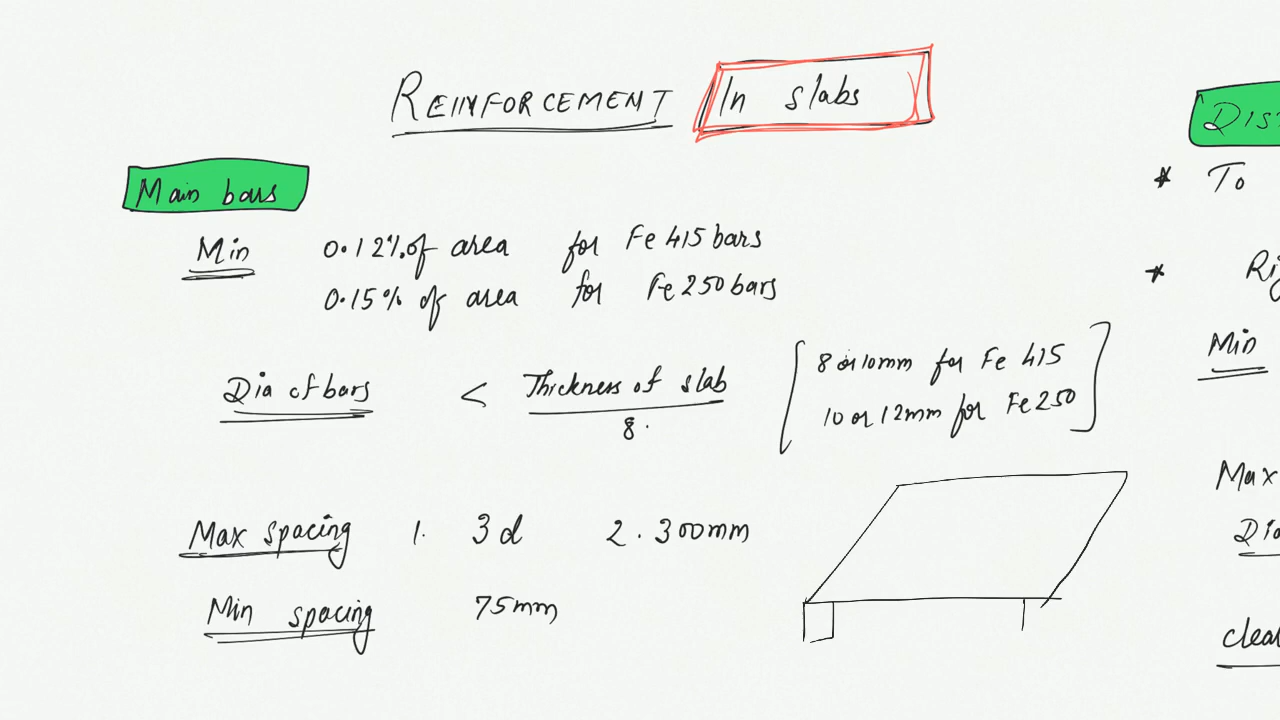 REINFORCEMENT In slabs
Main bars
Min 0.12% of area for Fe 415 bars
0.15% of area for Fe 250 bars
Dia of bars < Thickness of slab
8.
8 or 10mm for Fe 415
10 or 12mm for Fe 250
Max spacing 1. 3d 2. 300mm
Min spacing 75mm
* To
*
Min
Max